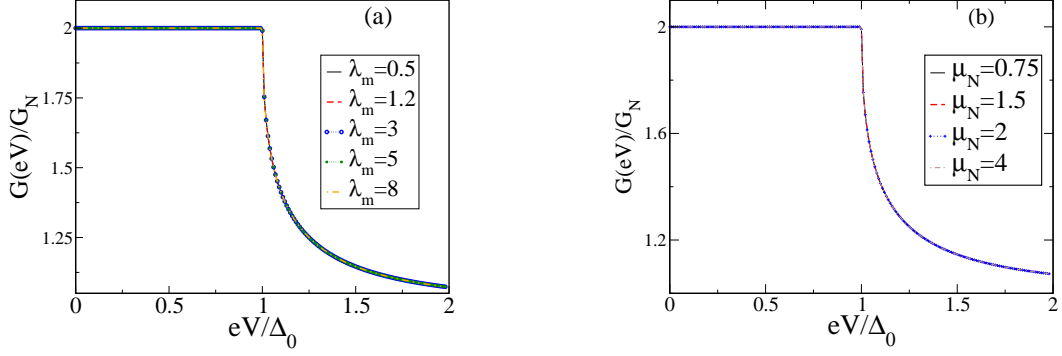 (a)
2
1.75
1.5
1.25
G(eV)/G_N
λ_m=0.5
λ_m=1.2
λ_m=3
λ_m=5
λ_m=8
0 0.5 1 1.5 2
eV/Δ_0
(b)
2
1.6
1.2
G(eV)/G_N
μ_N=0.75
μ_N=1.5
μ_N=2
μ_N=4
0 0.5 1 1.5 2
eV/Δ_0